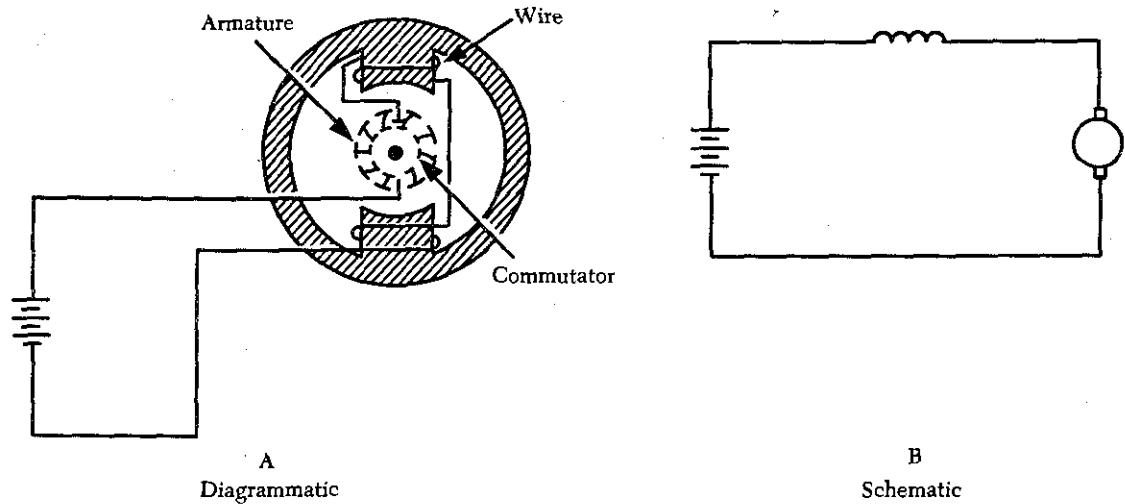 Armature
Wire
Commutator
A
Diagrammatic
B
Schematic